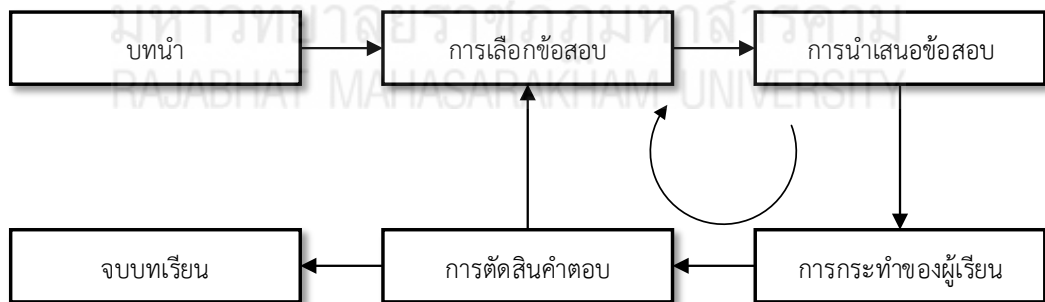 มหาวิทยาลัยราชภัฏมหาสารคาม
บทนำ
การเลือกข้อสอบ
การนำเสนอข้อสอบ
RAJABHAT MAHASARAKHAM UNIVERSITY
จบบทเรียน
การตัดสินคำตอบ
การกระทำของผู้เรียน